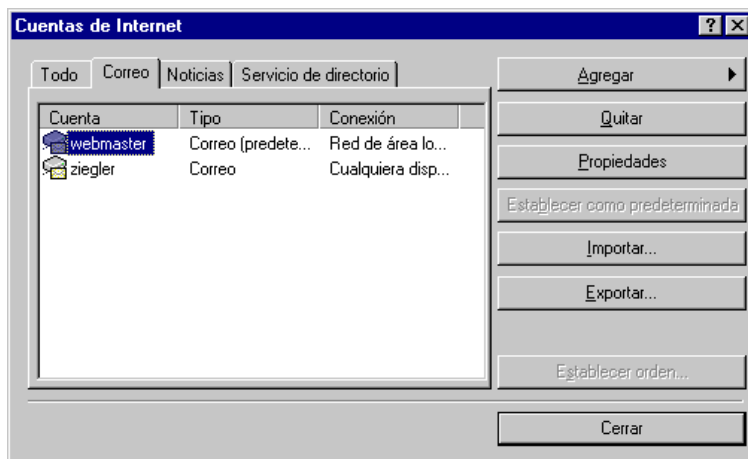 Cuentas de Internet
Todo Correo Noticias Servicio de directorio
Cuenta Tipo Conexión
webmaster Correo (predete... Red de área lo...
ziegler Correo Cualquiera disp...
Agregar
Quitar
Propiedades
Establecer como predeterminada
Importar...
Exportar...
Establecer orden...
Cerrar